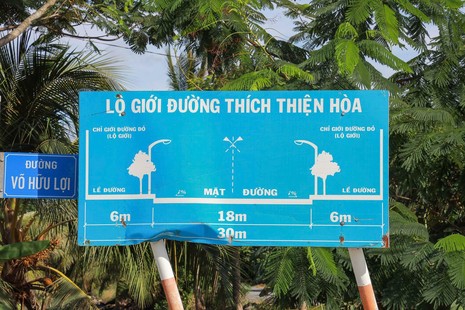 LỘ GIỚI ĐƯỜNG THÍCH THIỆN HÒA
CHỈ GIỚI ĐƯỜNG ĐỎ
(LỘ GIỚI)
CHỈ GIỚI ĐƯỜNG ĐỎ
(LỘ GIỚI)
ĐƯỜNG
VÕ HỮU LỢI
LỀ ĐƯỜNG
MẶT ĐƯỜNG
LỀ ĐƯỜNG
6m
18m
6m
30m